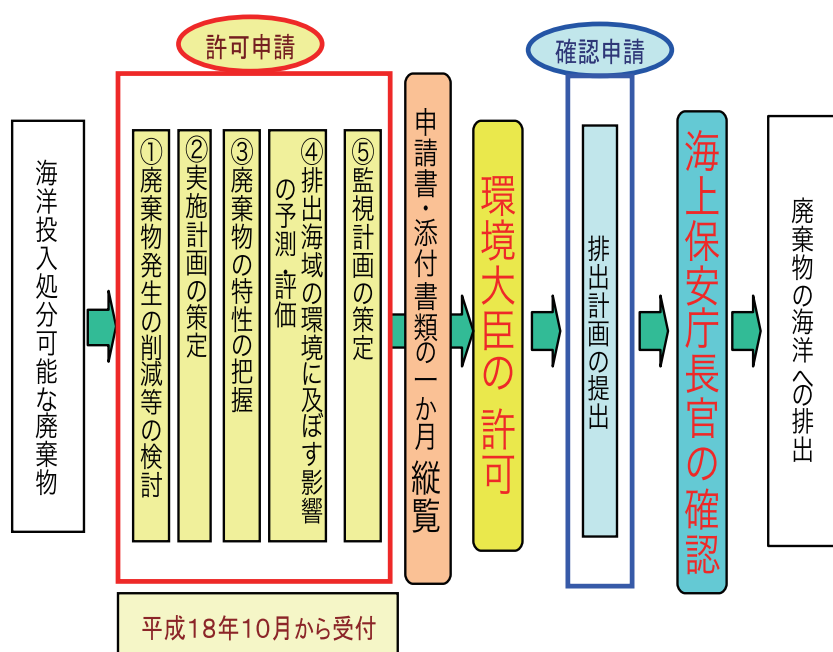 許可申請
確認申請
海洋投入処分可能な廃棄物
①廃棄物発生の削減等の検討
②実施計画の策定
③廃棄物の特性の把握
④排出海域の環境に及ぼす影響
の予測・評価
⑤監視計画の策定
申請書・添付書類の一か月縦覧
環境大臣の許可
排出計画の提出
海上保安庁長官の確認
廃棄物の海洋への排出
平成18年10月から受付